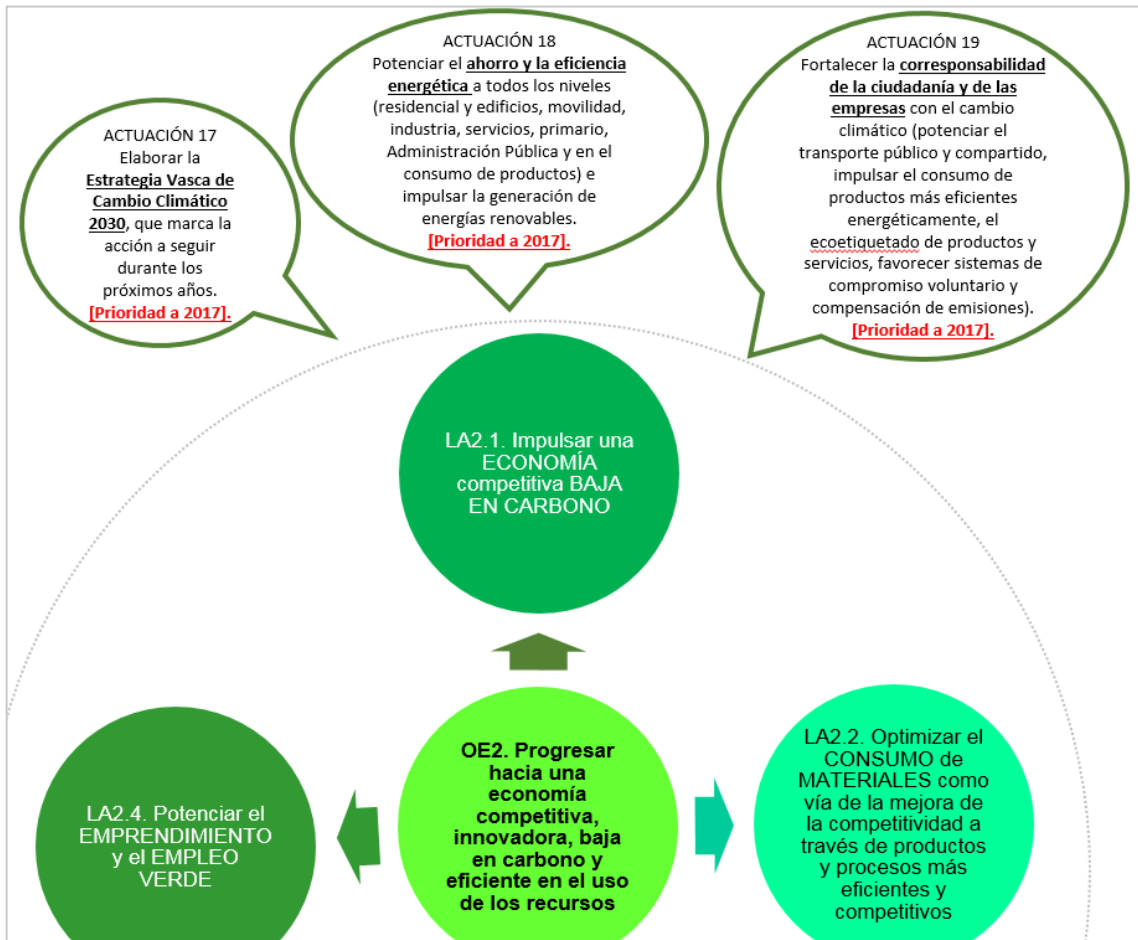 ACTUACIÓN 17
Elaborar la
Estrategia Vasca de
Cambio Climático
2030, que marca la
acción a seguir
durante los
próximos años.
[Prioridad a 2017].
ACTUACIÓN 18
Potenciar el ahorro y la eficiencia
energética a todos los niveles
(residencial y edificios, movilidad,
industria, servicios, primario,
Administración Pública y en el
consumo de productos) e
impulsar la generación de
energías renovables.
[Prioridad a 2017].
ACTUACIÓN 19
Fortalecer la corresponsabilidad
de la ciudadanía y de las
empresas con el cambio
climático (potenciar el
transporte público y compartido,
impulsar el consumo de
productos más eficientes
energéticamente, el
ecoetiquetado de productos y
servicios, favorecer sistemas de
compromiso voluntario y
compensación de emisiones).
[Prioridad a 2017].
LA2.1. Impulsar una
ECONOMÍA
competitiva BAJA
EN CARBONO
LA2.4. Potenciar el
EMPRENDIMIENTO
y el EMPLEO
VERDE
OE2. Progresar
hacia una
economía
competitiva,
innovadora, baja
en carbono y
eficiente en el uso
de los recursos
LA2.2. Optimizar el
CONSUMO de
MATERIALES como
vía de la mejora de
la competitividad a
través de productos
y procesos más
eficientes y
competitivos